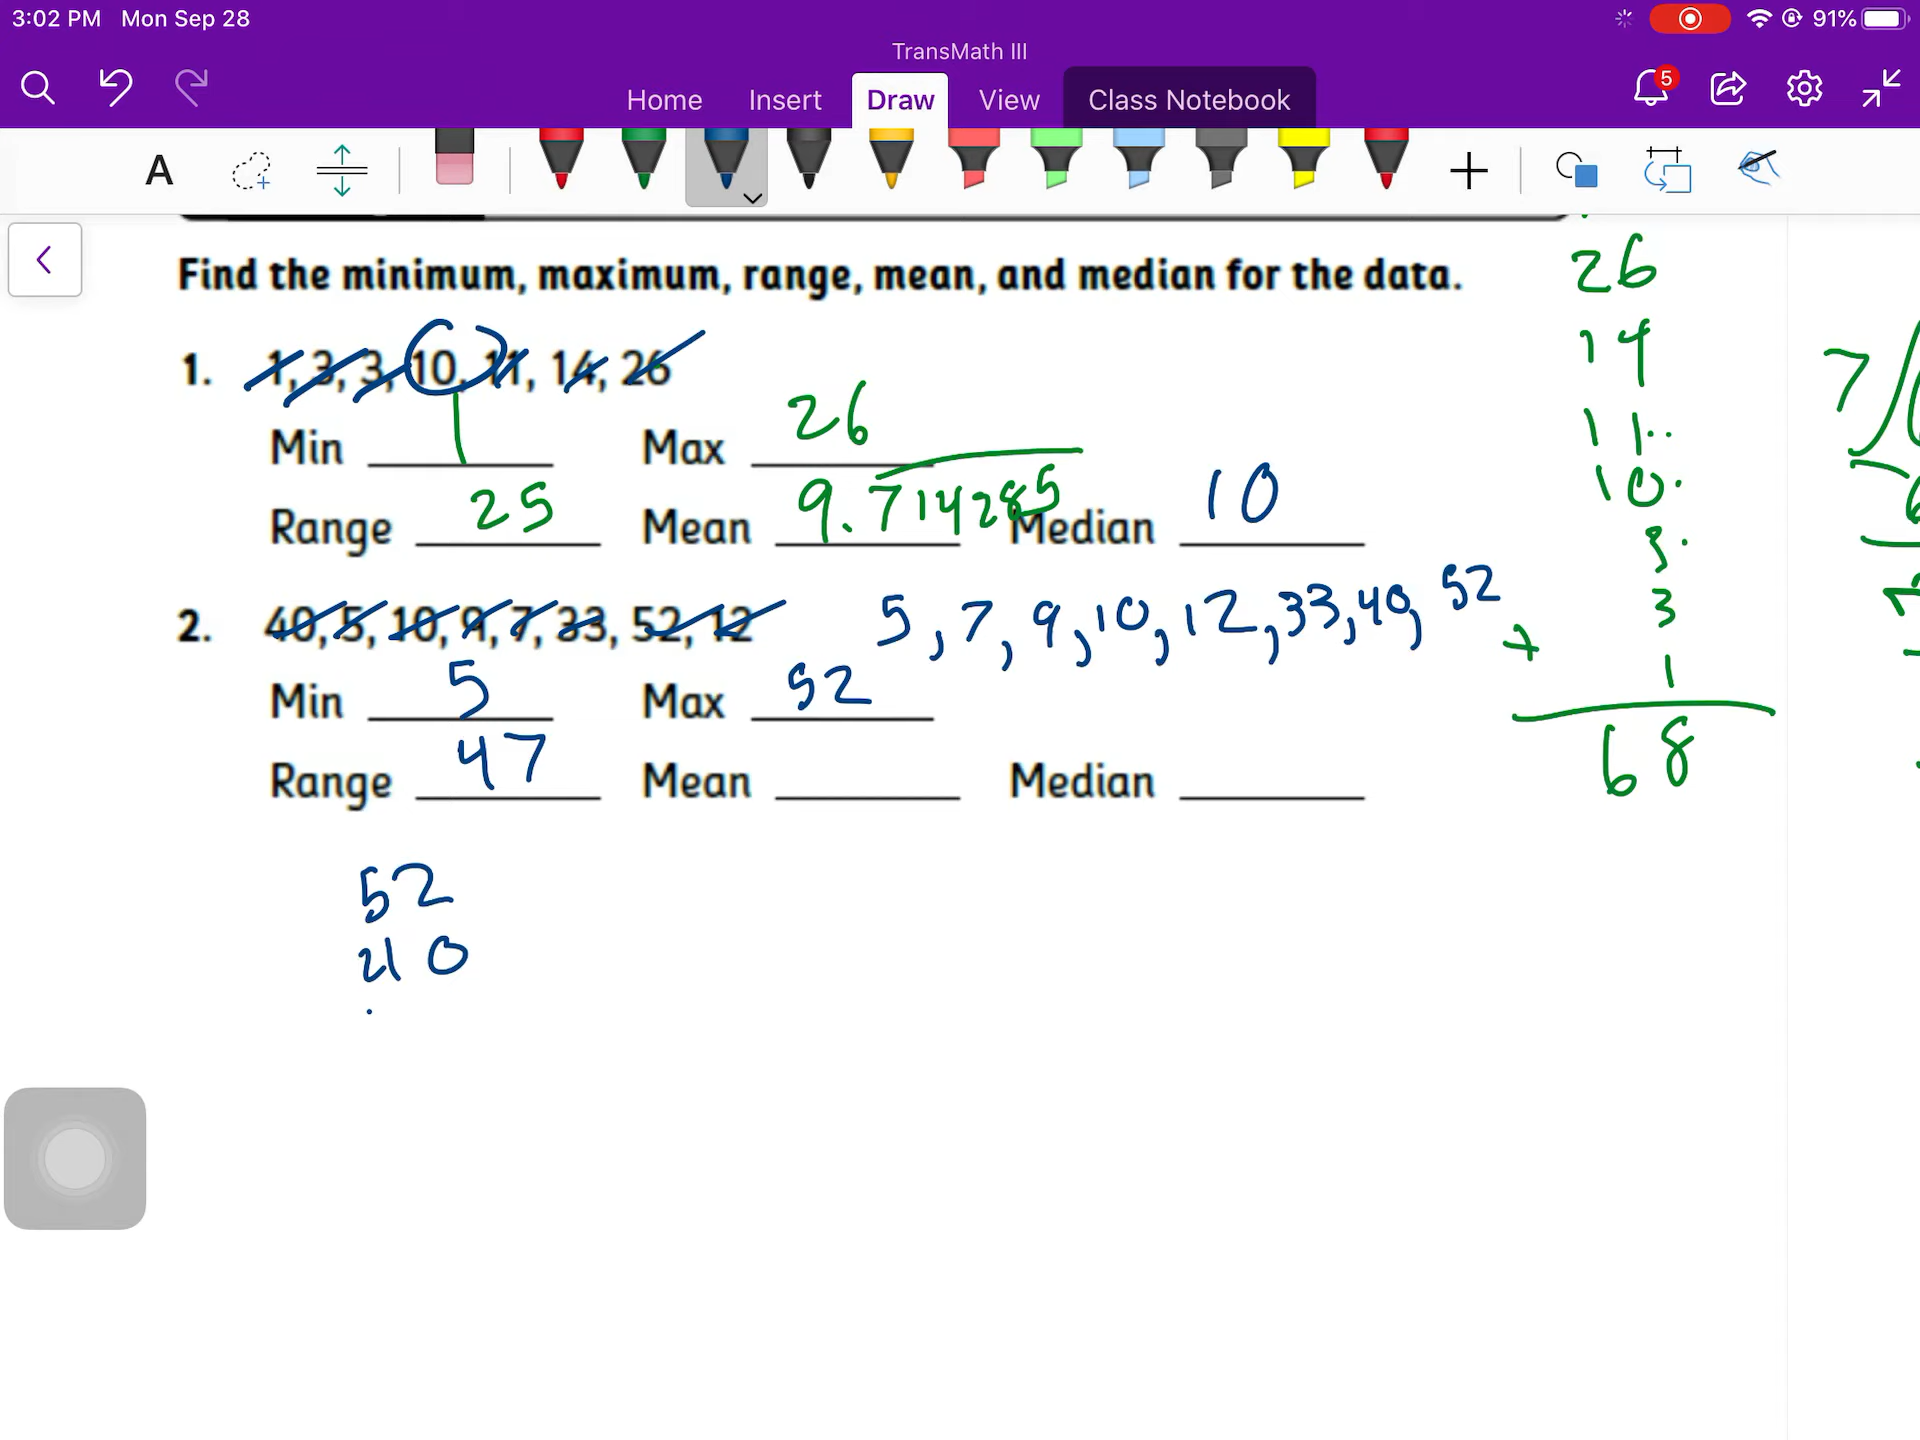 3:02 PM Mon Sep 28 91%
TransMath III
5
Home Insert Draw View Class Notebook
A
Find the minimum, maximum, range, mean, and median for the data.
1. 1, 3, 3, 10, 11, 14, 26
Min 1 Max 26
Range 25 Mean 9.714285 Median 10
2. 40, 5, 10, 9, 7, 33, 52, 12 5, 7, 9, 10, 12, 33, 40, 52
Min 5 Max 52
Range 47 Mean Median
52
40
26
14
11
10
3
3
+ 1
68
7